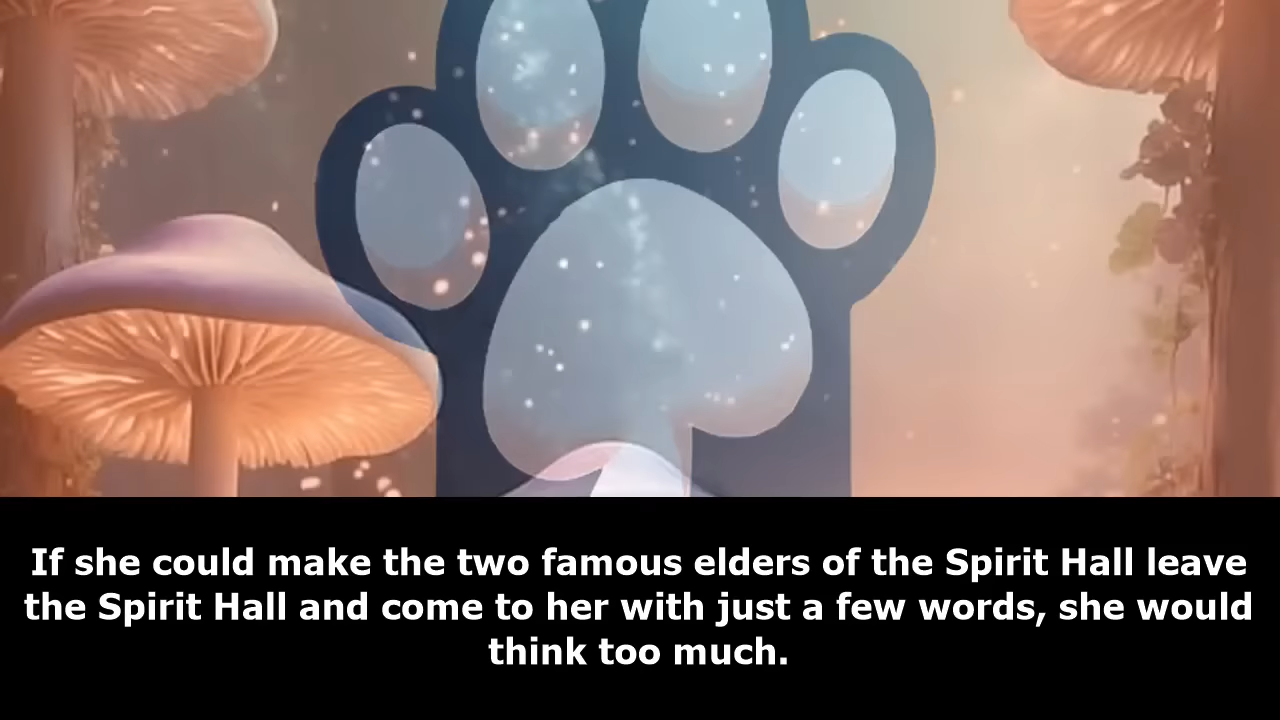 If she could make the two famous elders of the Spirit Hall leave
the Spirit Hall and come to her with just a few words, she would
think too much.